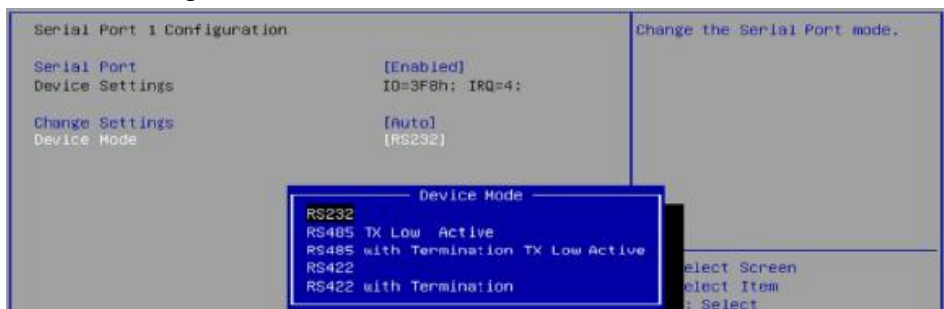 Serial Port 1 Configuration
Change the Serial Port mode.
Serial Port [Enabled]
Device Settings IO=3F8h; IRQ=4;
Change Settings [Auto]
Device Mode [RS232]
Device Mode
RS232
RS485 TX Low Active
RS485 with Termination TX Low Active
RS422
RS422 with Termination
elect Screen
elect Item
: Select